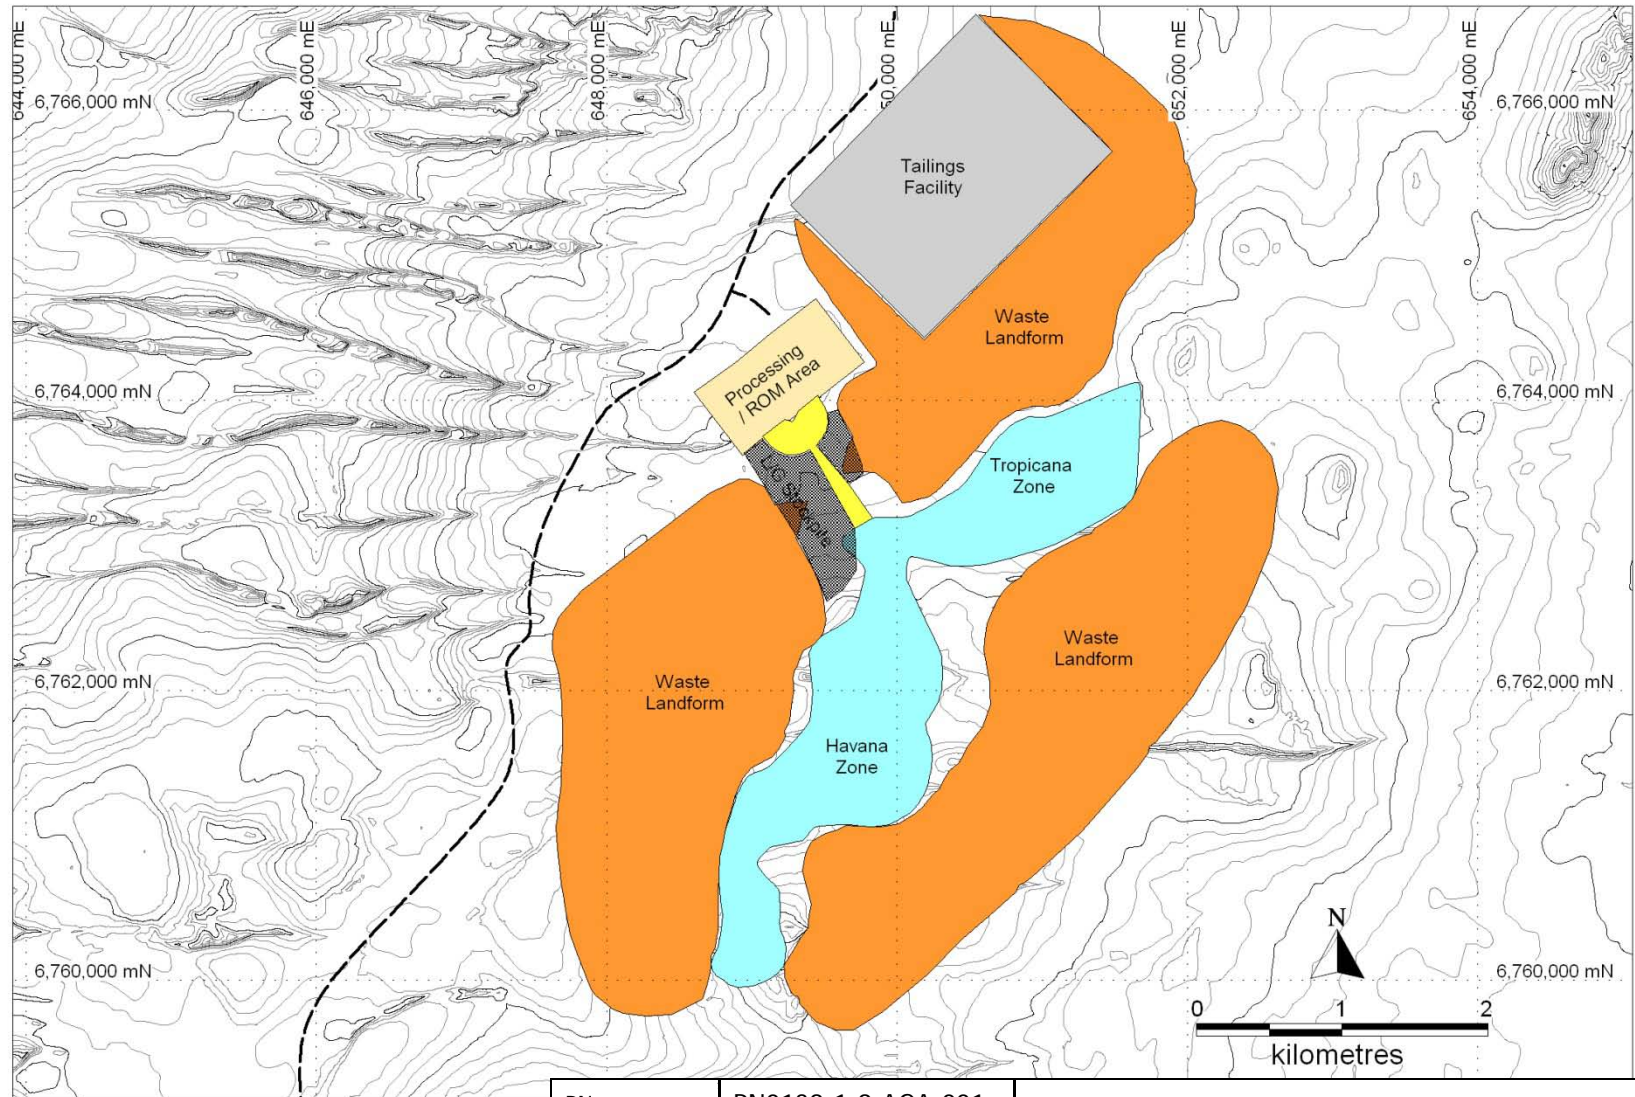 644,000 mE
646,000 mE
648,000 mE
0,000 mE
652,000 mE
654,000 mE
6,766,000 mN
6,766,000 mN
Tailings
Facility
Waste
Landform
Processing
/ ROM Area
6,764,000 mN
6,764,000 mN
L/G Stockpile
Tropicana
Zone
Waste
Landform
6,762,000 mN
6,762,000 mN
Waste
Landform
Havana
Zone
6,760,000 mN
6,760,000 mN
N
0 1 2
kilometres